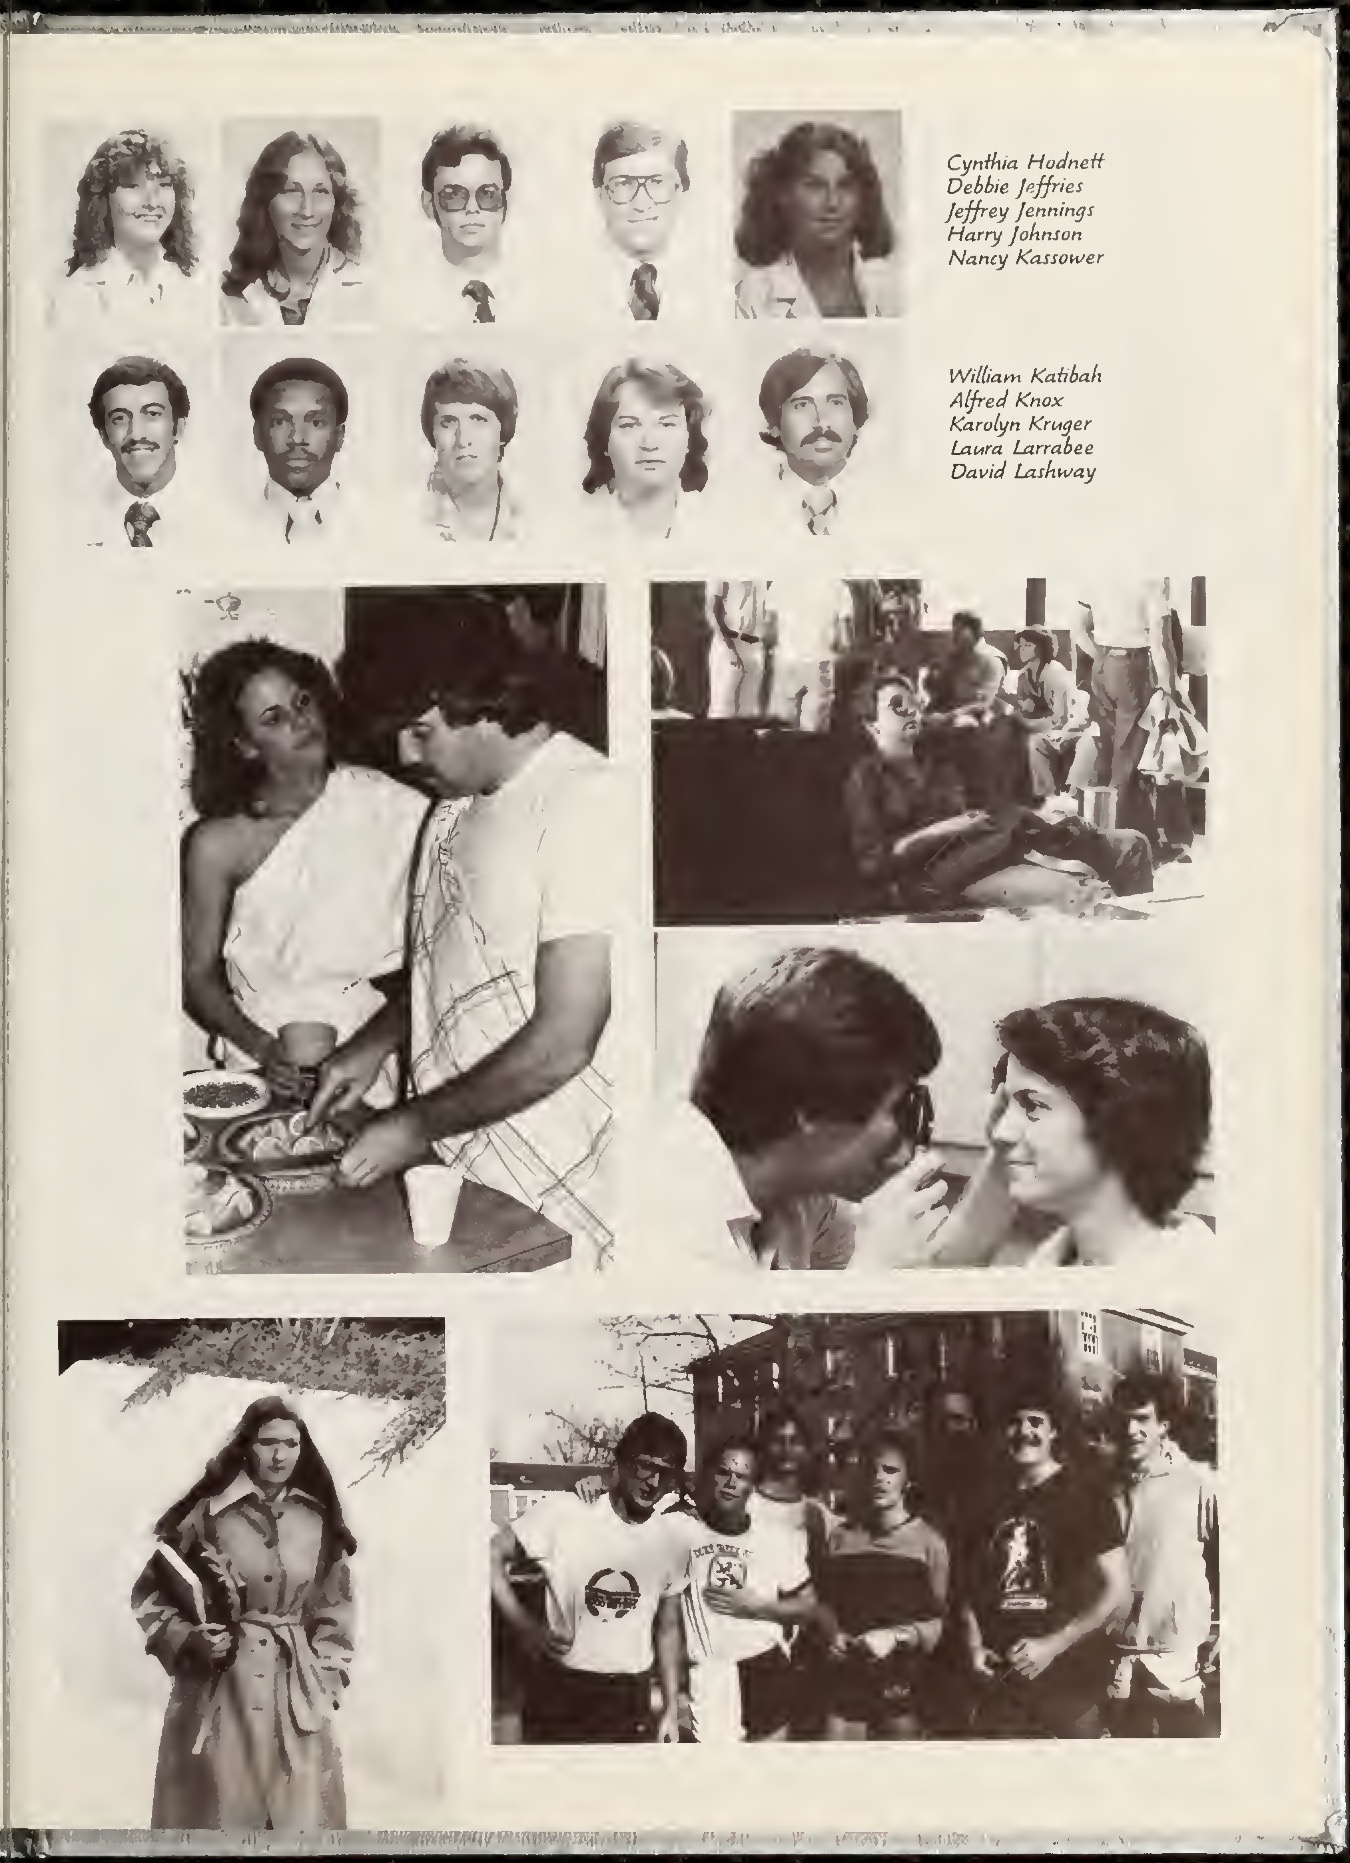 Cynthia Hodnett
Debbie Jeffries
Jeffrey Jennings
Harry Johnson
Nancy Kassower
William Katibah
Alfred Knox
Karolyn Kruger
Laura Larrabee
David Lashway